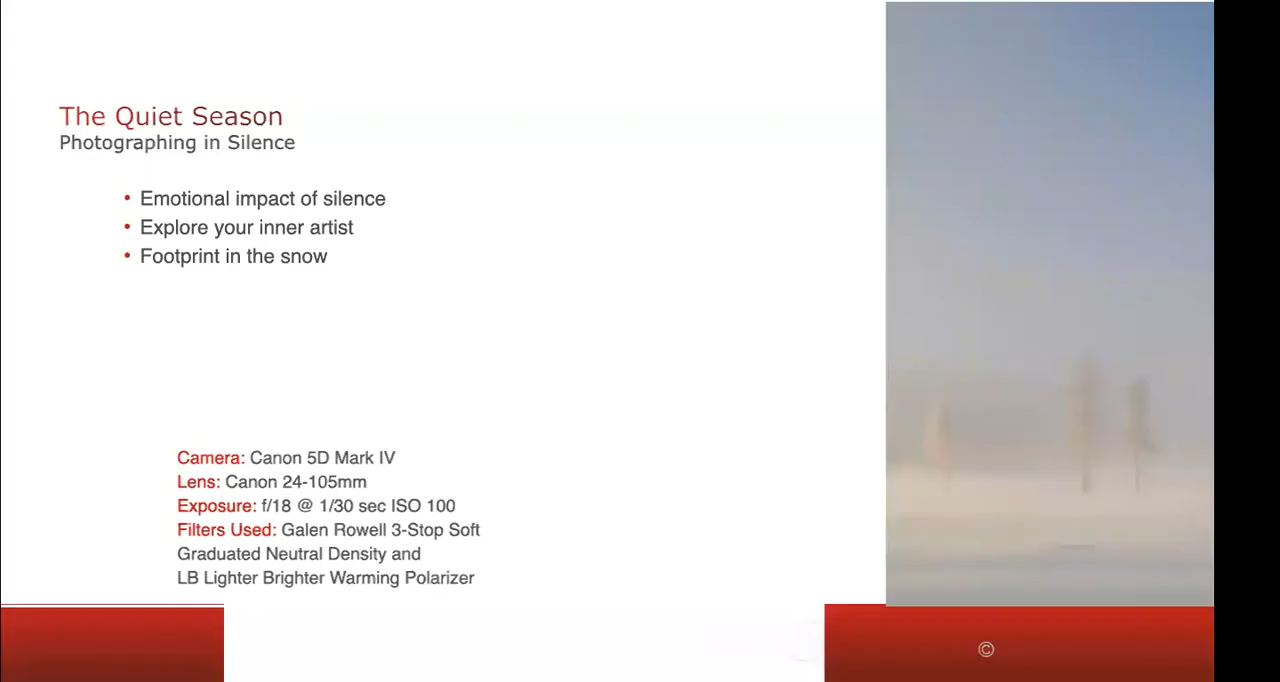 The Quiet Season
Photographing in Silence
• Emotional impact of silence
• Explore your inner artist
• Footprint in the snow
Camera: Canon 5D Mark IV
Lens: Canon 24-105mm
Exposure: f/18 @ 1/30 sec ISO 100
Filters Used: Galen Rowell 3-Stop Soft
Graduated Neutral Density and
LB Lighter Brighter Warming Polarizer
©